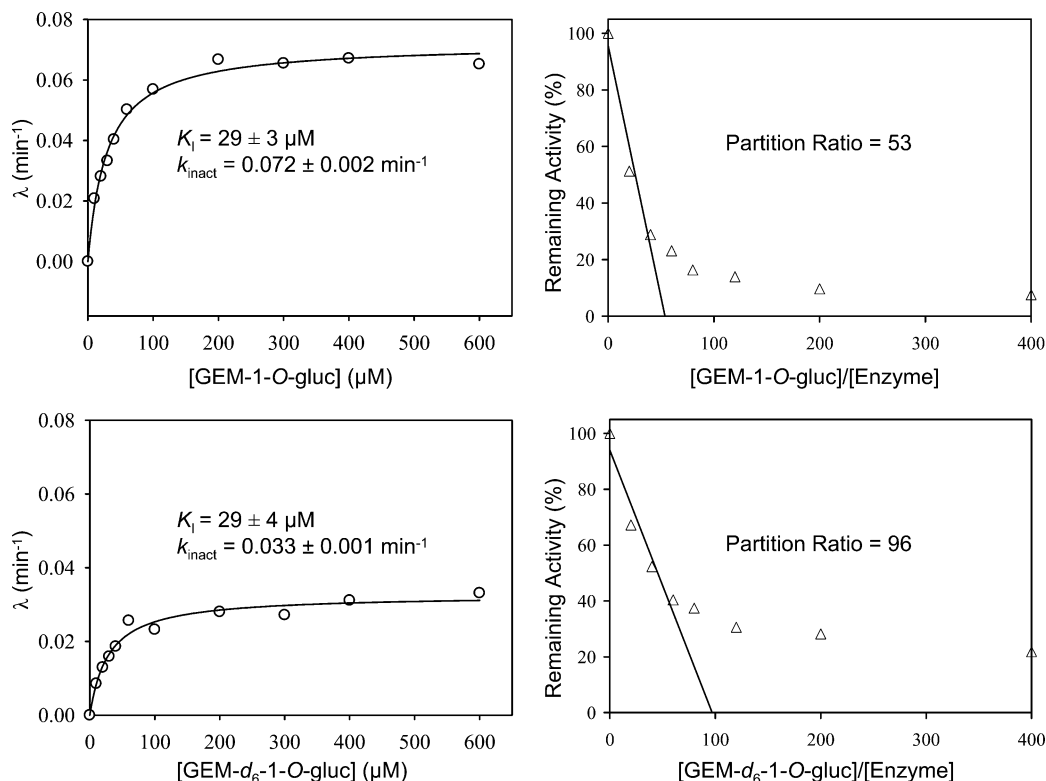 0.08
0.06
0.04
0.02
0.00
λ (min⁻¹)
K_I = 29 ± 3 μM
k_inact = 0.072 ± 0.002 min⁻¹
0 100 200 300 400 500 600
[GEM-1-O-gluc] (μM)
100
80
60
40
20
0
Remaining Activity (%)
Partition Ratio = 53
0 100 200 300 400
[GEM-1-O-gluc]/[Enzyme]
0.08
0.06
0.04
0.02
0.00
λ (min⁻¹)
K_I = 29 ± 4 μM
k_inact = 0.033 ± 0.001 min⁻¹
0 100 200 300 400 500 600
[GEM-d₆-1-O-gluc] (μM)
100
80
60
40
20
0
Remaining Activity (%)
Partition Ratio = 96
0 100 200 300 400
[GEM-d₆-1-O-gluc]/[Enzyme]